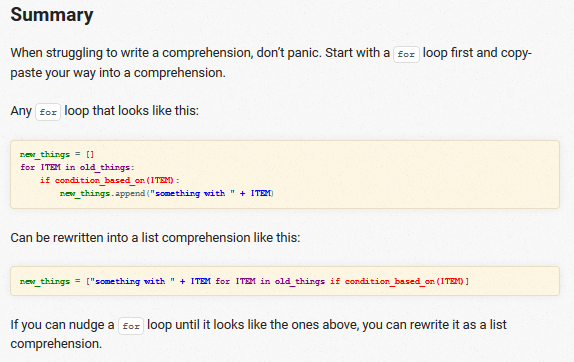 Summary
When struggling to write a comprehension, don't panic. Start with a for loop first and copy-
paste your way into a comprehension.
Any for loop that looks like this:
new_things = []
for ITEM in old_things:
    if condition_based_on(ITEM):
        new_things.append("something with " + ITEM)
Can be rewritten into a list comprehension like this:
new_things = ["something with " + ITEM for ITEM in old_things if condition_based_on(ITEM)]
If you can nudge a for loop until it looks like the ones above, you can rewrite it as a list
comprehension.